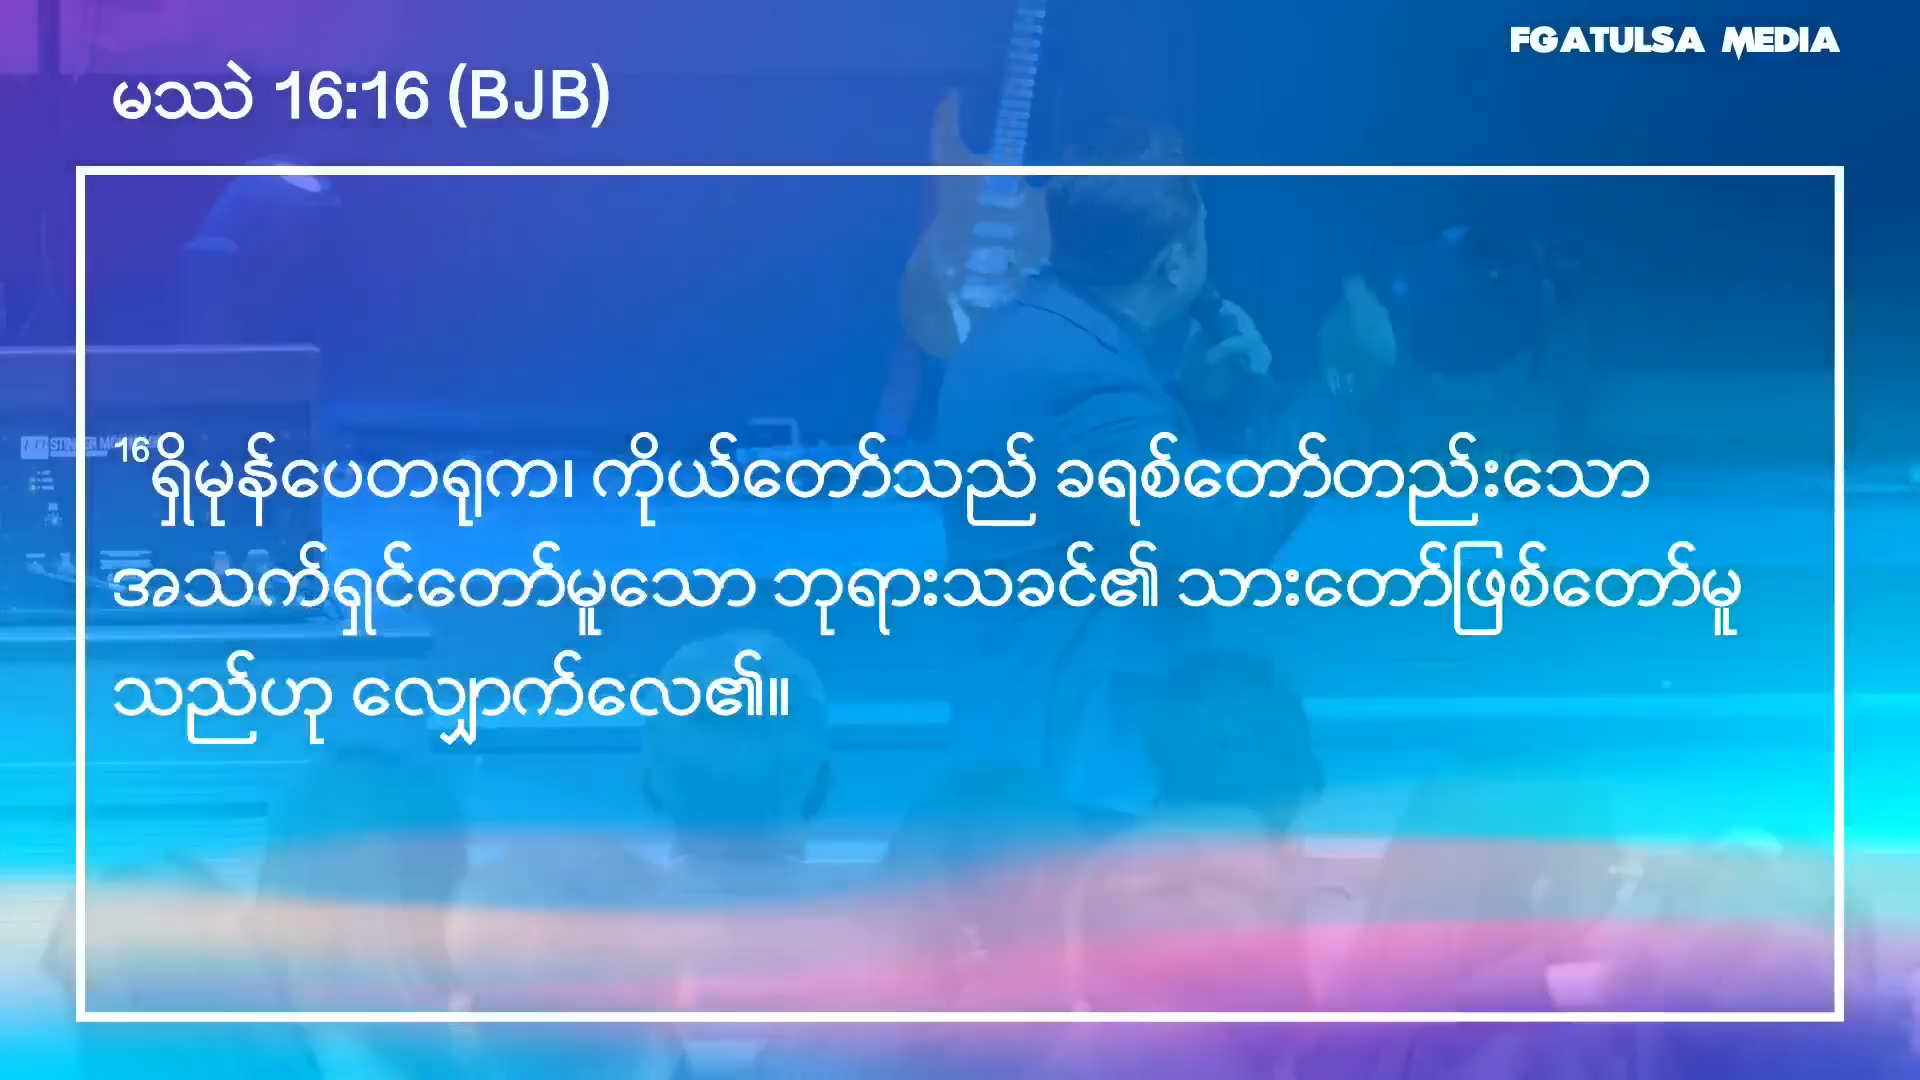 FGATULSA MEDIA
မဿဲ 16:16 (BJB)
16ရှိမုန်ပေတရုက၊ ကိုယ်တော်သည် ခရစ်တော်တည်းသော
အသက်ရှင်တော်မူသော ဘုရားသခင်၏ သားတော်ဖြစ်တော်မူ
သည်ဟု လျှောက်လေ၏။